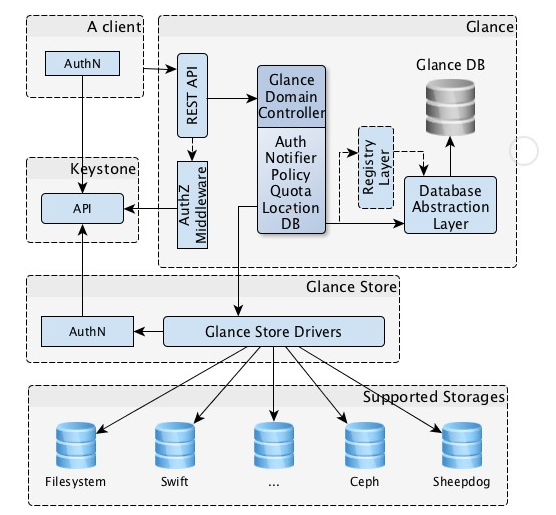 A client
AuthN
Glance
REST API
Glance
Domain
Controller
Auth
Notifier
Policy
Quota
Location
DB
Glance DB
Registry
Layer
Database
Abstraction
Layer
AuthZ
Middleware
Keystone
API
Glance Store
AuthN
Glance Store Drivers
Supported Storages
Filesystem
Swift
...
Ceph
Sheepdog